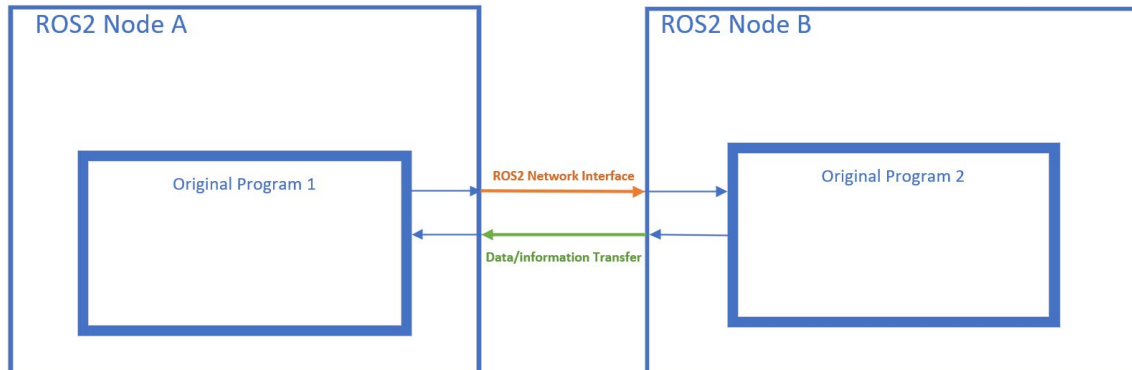 ROS2 Node A
ROS2 Node B
Original Program 1
ROS2 Network Interface
Original Program 2
Data/information Transfer